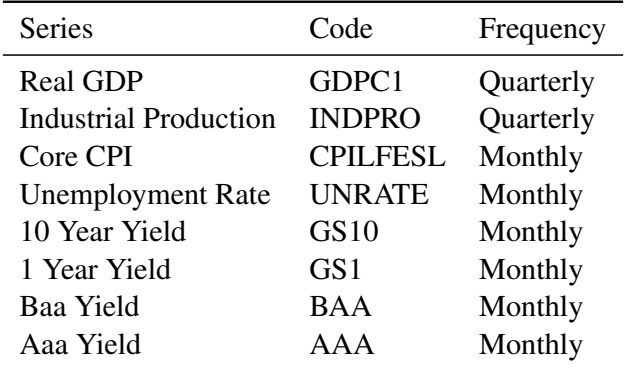 Series Code Frequency
Real GDP GDPC1 Quarterly
Industrial Production INDPRO Quarterly
Core CPI CPILFESL Monthly
Unemployment Rate UNRATE Monthly
10 Year Yield GS10 Monthly
1 Year Yield GS1 Monthly
Baa Yield BAA Monthly
Aaa Yield AAA Monthly